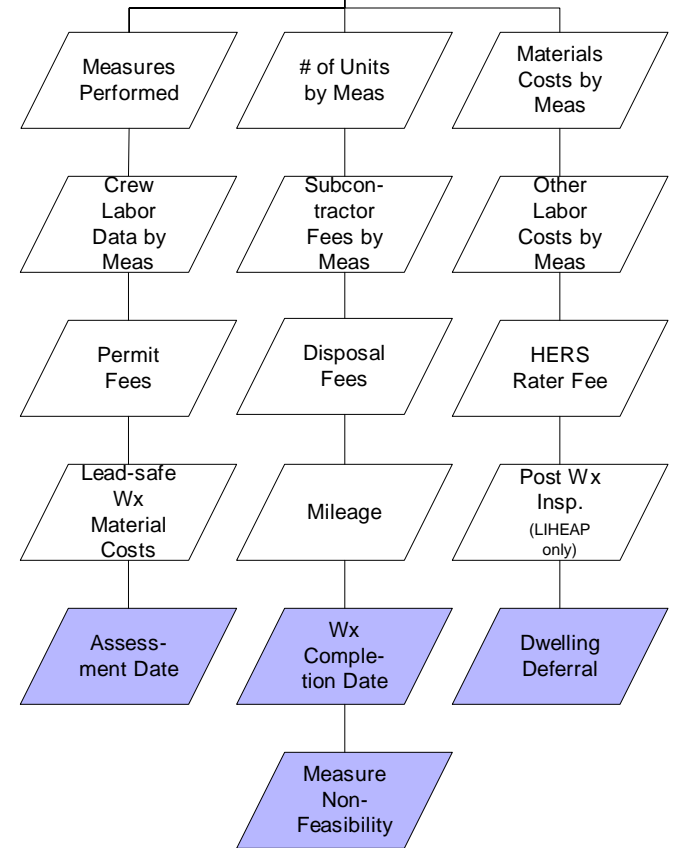 Measures
Performed
# of Units
by Meas
Materials
Costs by
Meas
Crew
Labor
Data by
Meas
Subcon-
tractor
Fees by
Meas
Other
Labor
Costs by
Meas
Permit
Fees
Disposal
Fees
HERS
Rater Fee
Lead-safe
Wx
Material
Costs
Mileage
Post Wx
Insp.
(LIHEAP
only)
Assess-
ment Date
Wx
Comple-
tion Date
Dwelling
Deferral
Measure
Non-
Feasibility